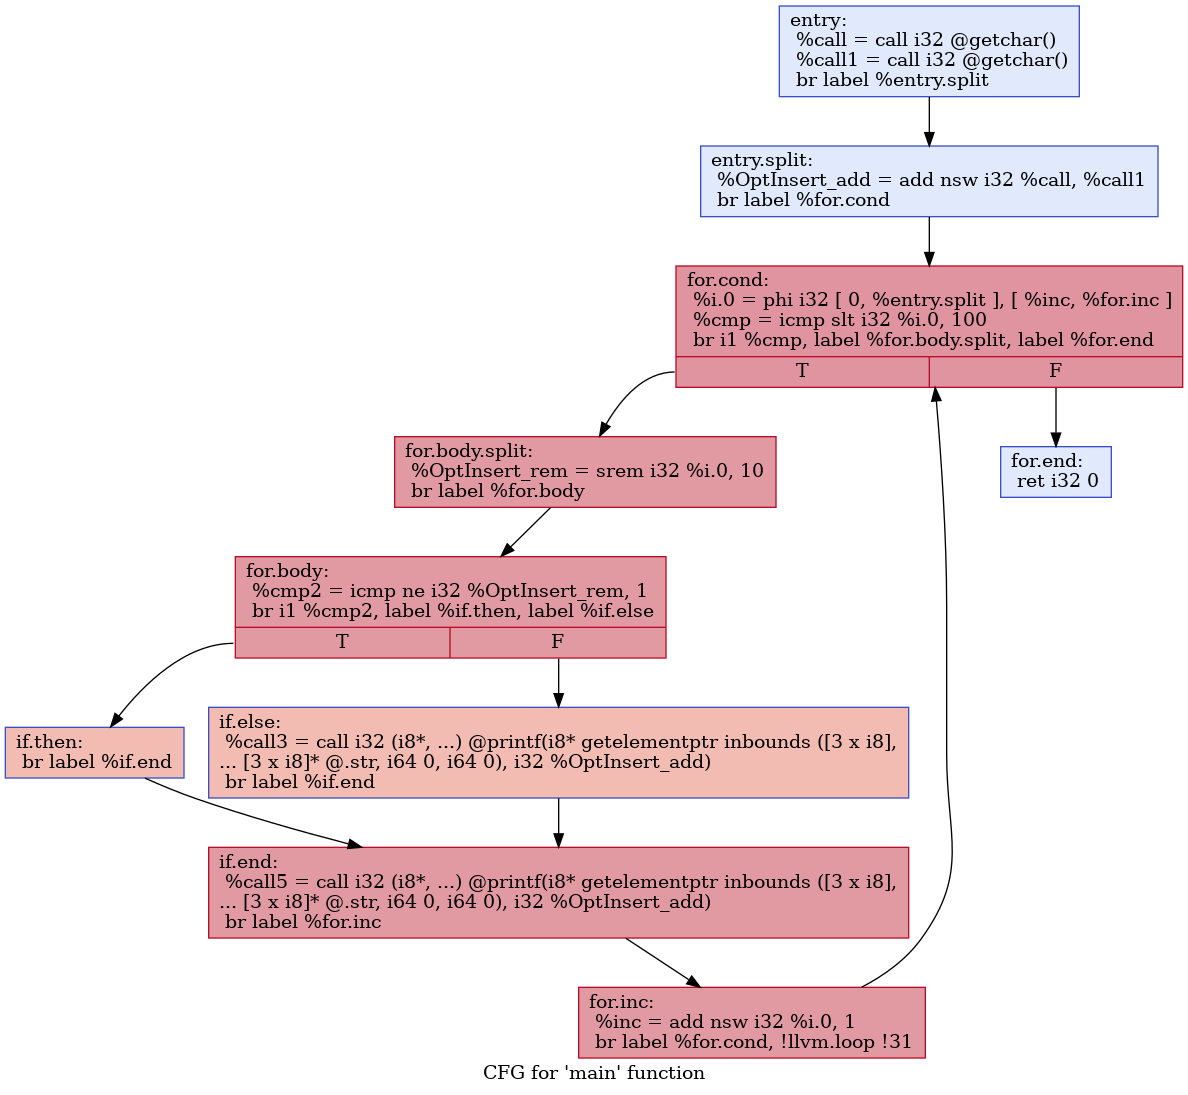 entry:
%call = call i32 @getchar()
%call1 = call i32 @getchar()
br label %entry.split
entry.split:
%OptInsert_add = add nsw i32 %call, %call1
br label %for.cond
for.cond:
%i.0 = phi i32 [ 0, %entry.split ], [ %inc, %for.inc ]
%cmp = icmp slt i32 %i.0, 100
br i1 %cmp, label %for.body.split, label %for.end
T
F
for.body.split:
%OptInsert_rem = srem i32 %i.0, 10
br label %for.body
for.end:
ret i32 0
for.body:
%cmp2 = icmp ne i32 %OptInsert_rem, 1
br i1 %cmp2, label %if.then, label %if.else
T
F
if.then:
br label %if.end
if.else:
%call3 = call i32 (i8*, ...) @printf(i8* getelementptr inbounds ([3 x i8],
... [3 x i8]* @.str, i64 0, i64 0), i32 %OptInsert_add)
br label %if.end
if.end:
%call5 = call i32 (i8*, ...) @printf(i8* getelementptr inbounds ([3 x i8],
... [3 x i8]* @.str, i64 0, i64 0), i32 %OptInsert_add)
br label %for.inc
for.inc:
%inc = add nsw i32 %i.0, 1
br label %for.cond, !llvm.loop !31
CFG for 'main' function